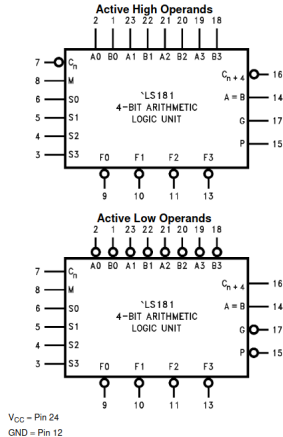 Active High Operands
2 1 23 22 21 20 19 18
A0 B0 A1 B1 A2 B2 A3 B3
7 Cn
Cn+4 16
8 M
`LS181
A = B 14
6 S0
4-BIT ARITHMETIC
5 S1
LOGIC UNIT
G 17
4 S2
P 15
3 S3
F0 F1 F2 F3
9 10 11 13
Active Low Operands
2 1 23 22 21 20 19 18
A0 B0 A1 B1 A2 B2 A3 B3
7 Cn
Cn+4 16
8 M
`LS181
A = B 14
6 S0
4-BIT ARITHMETIC
5 S1
LOGIC UNIT
G 17
4 S2
P 15
3 S3
F0 F1 F2 F3
9 10 11 13
VCC – Pin 24
GND = Pin 12